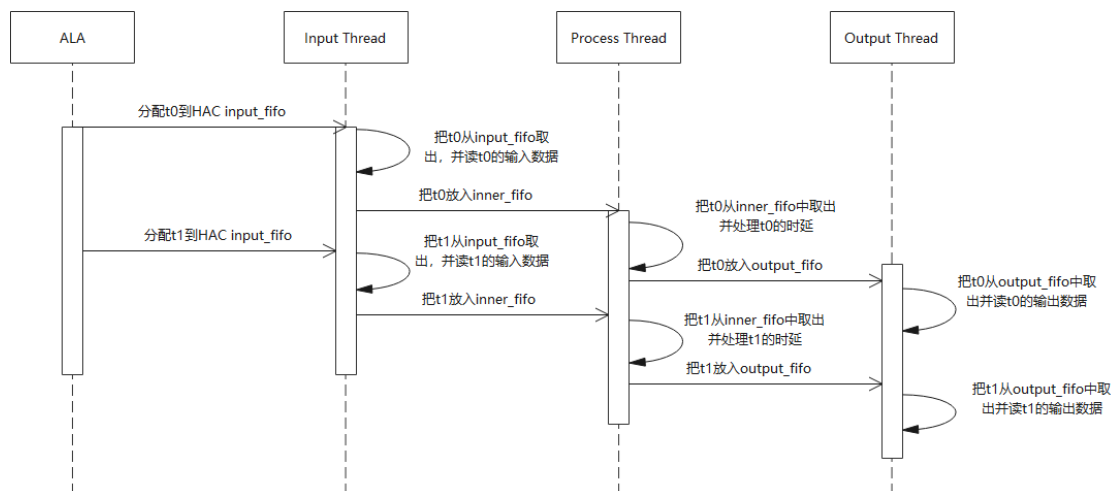 ALA
Input Thread
Process Thread
Output Thread
分配t0到HAC input_fifo
把t0从input_fifo取
出，并读t0的输入数据
把t0放入inner_fifo
把t0从inner_fifo中取出
并处理t0的时延
分配t1到HAC input_fifo
把t1从input_fifo取
出，并读t1的输入数据
把t0放入output_fifo
把t0从output_fifo中取
出并读t0的输出数据
把t1放入inner_fifo
把t1从inner_fifo中取出
并处理t1的时延
把t1放入output_fifo
把t1从output_fifo中取
出并读t1的输出数据